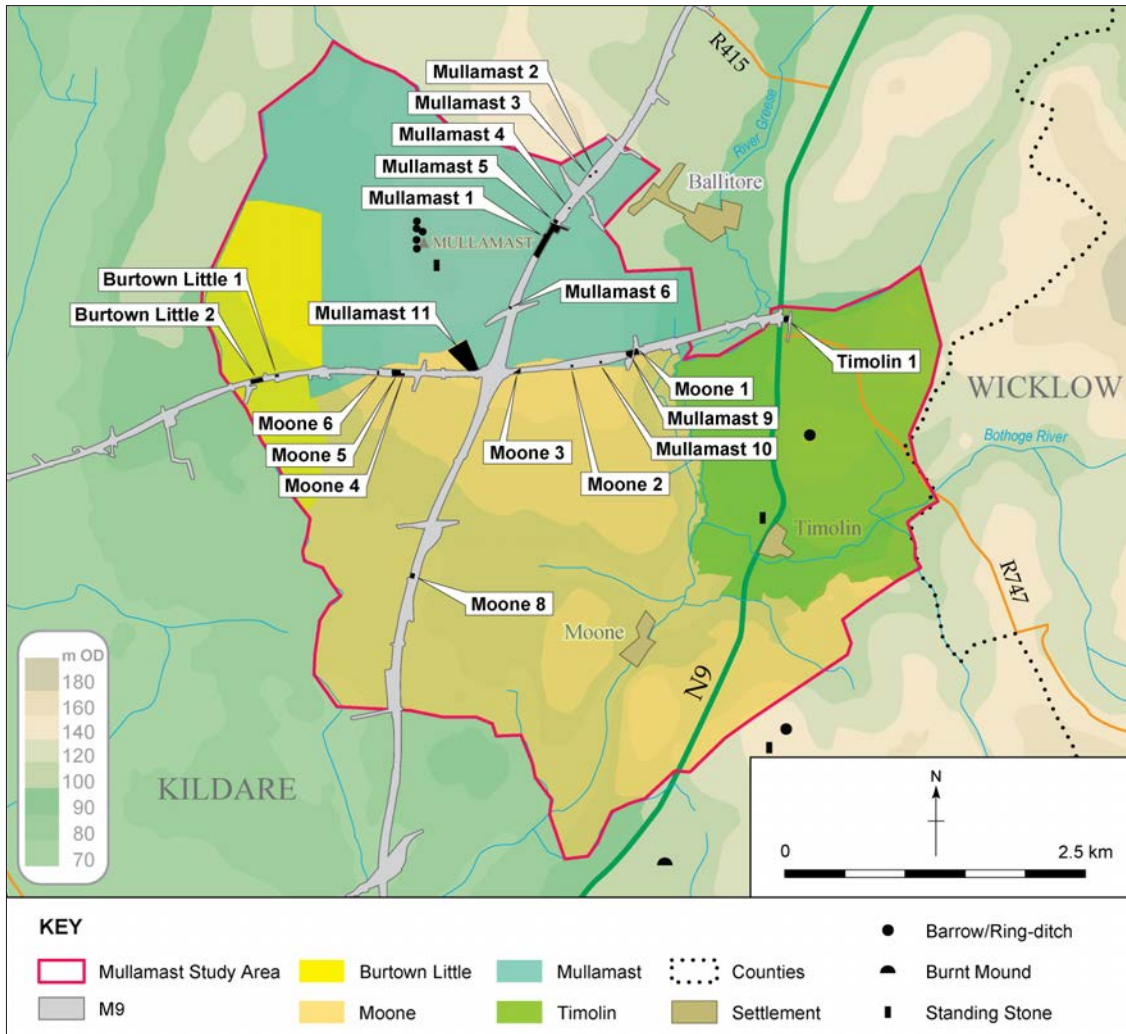 R415
Mullamast 2
Mullamast 3
Mullamast 4
Mullamast 5
Mullamast 1
River Greese
Ballitore
MULLAMAST
Burtown Little 1
Burtown Little 2
Mullamast 11
Mullamast 6
Timolin 1
WICKLOW
Moone 1
Mullamast 9
Mullamast 10
Moone 6
Moone 5
Moone 4
Moone 3
Moone 2
Bothoge River
Timolin
R747
Moone 8
Moone
N9
m OD
180
160
140
120
100
90
80
70
KILDARE
N
0 2.5 km
KEY
Mullamast Study Area
M9
Burtown Little
Moone
Mullamast
Timolin
Counties
Settlement
Barrow/Ring-ditch
Burnt Mound
Standing Stone